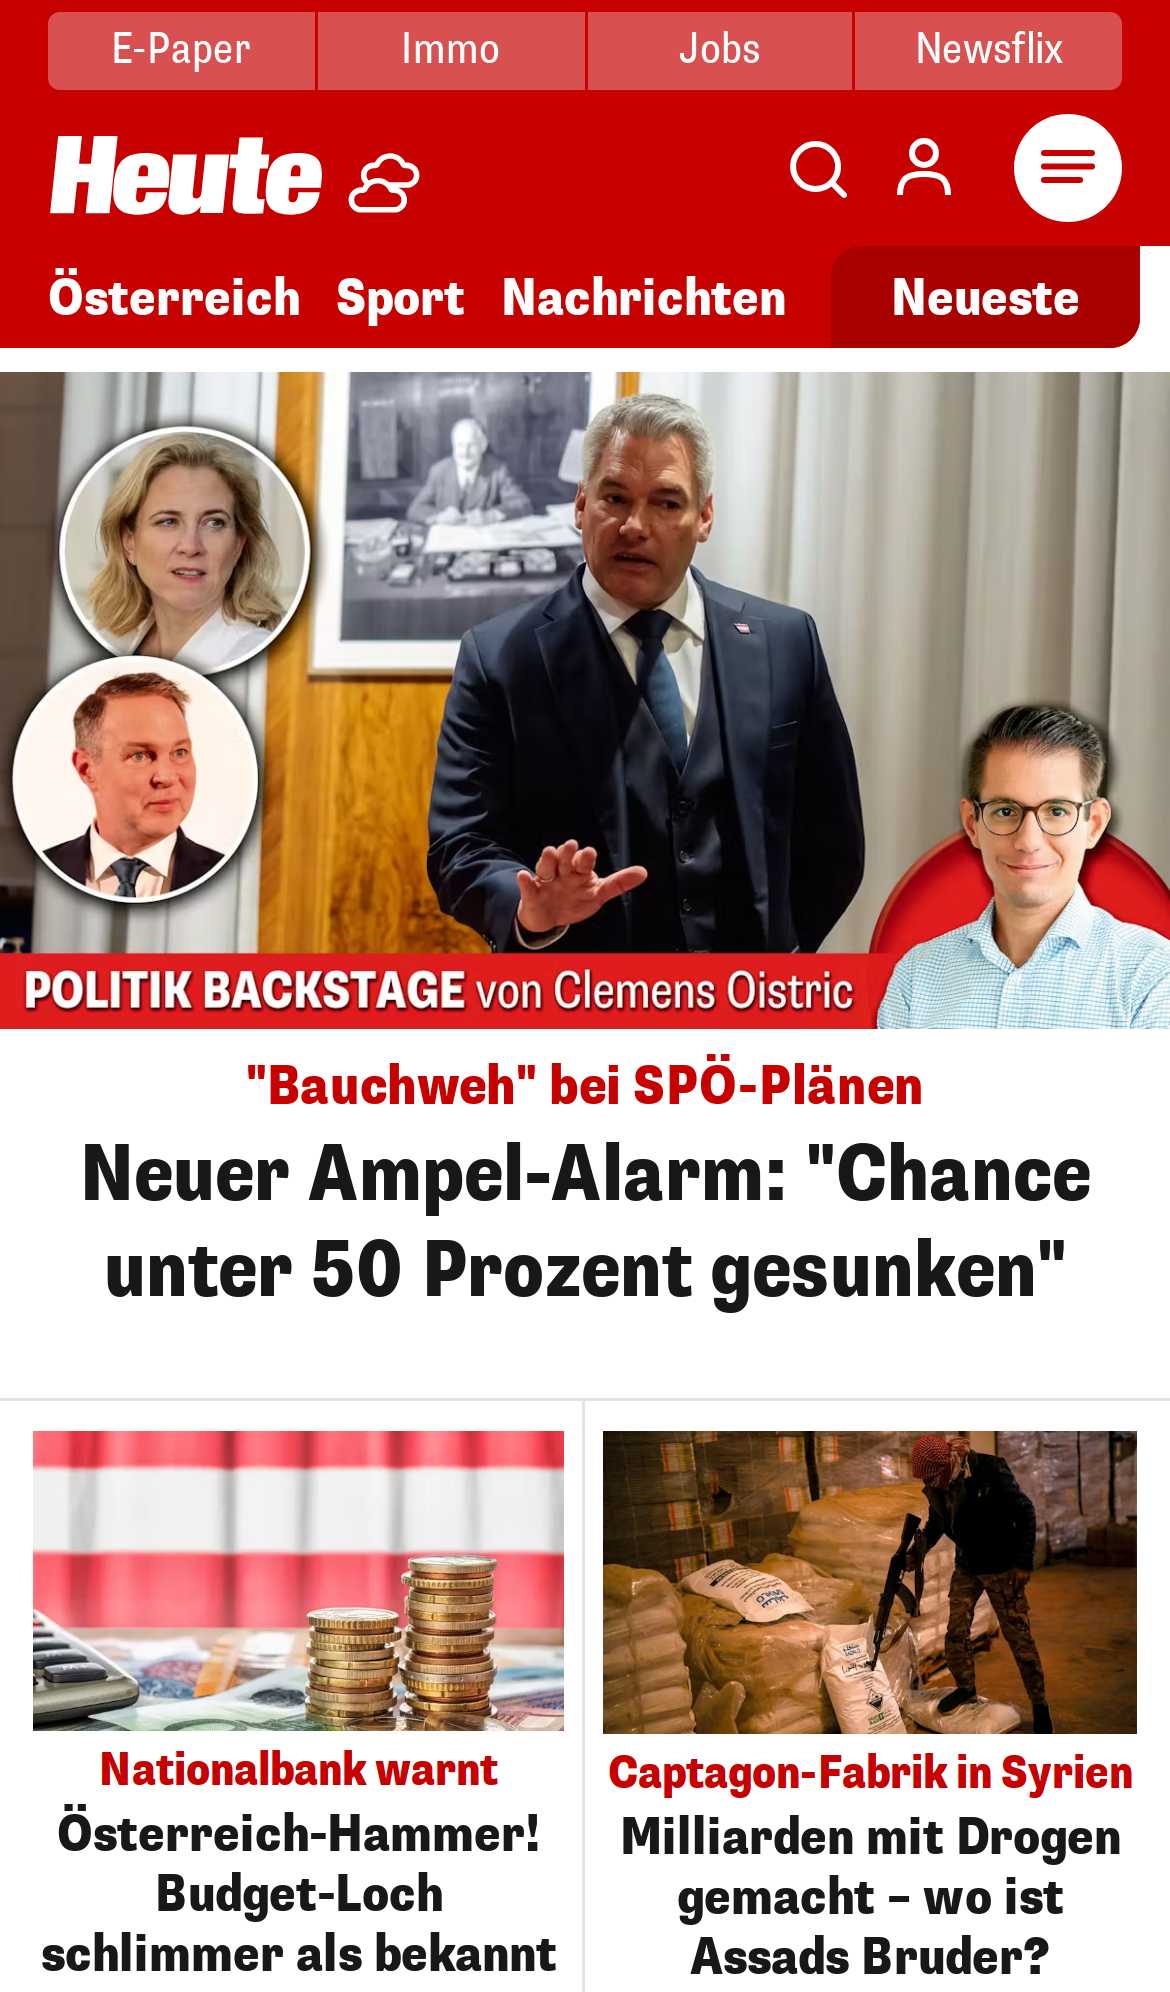 E-Paper
Immo
Jobs
Newsflix
Heute
Österreich
Sport
Nachrichten
Neueste
POLITIK BACKSTAGE von Clemens Oistric
"Bauchweh" bei SPÖ-Plänen
Neuer Ampel-Alarm: "Chance
unter 50 Prozent gesunken"
Nationalbank warnt
Österreich-Hammer!
Budget-Loch
schlimmer als bekannt
Captagon-Fabrik in Syrien
Milliarden mit Drogen
gemacht – wo ist
Assads Bruder?